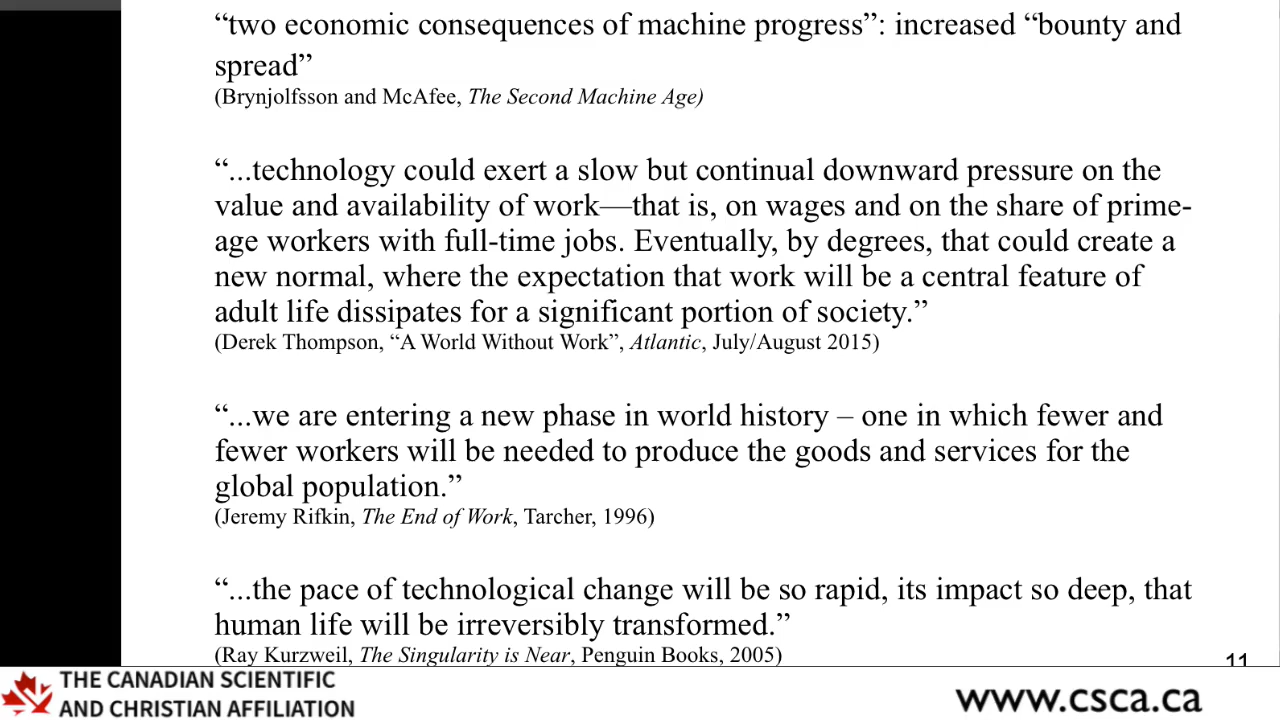 “two economic consequences of machine progress”: increased “bounty and
spread”
(Brynjolfsson and McAfee, The Second Machine Age)
“...technology could exert a slow but continual downward pressure on the
value and availability of work—that is, on wages and on the share of prime-
age workers with full-time jobs. Eventually, by degrees, that could create a
new normal, where the expectation that work will be a central feature of
adult life dissipates for a significant portion of society.”
(Derek Thompson, “A World Without Work”, Atlantic, July/August 2015)
“...we are entering a new phase in world history – one in which fewer and
fewer workers will be needed to produce the goods and services for the
global population.”
(Jeremy Rifkin, The End of Work, Tarcher, 1996)
“...the pace of technological change will be so rapid, its impact so deep, that
human life will be irreversibly transformed.”
(Ray Kurzweil, The Singularity is Near, Penguin Books, 2005)
11
THE CANADIAN SCIENTIFIC
AND CHRISTIAN AFFILIATION
www.csca.ca